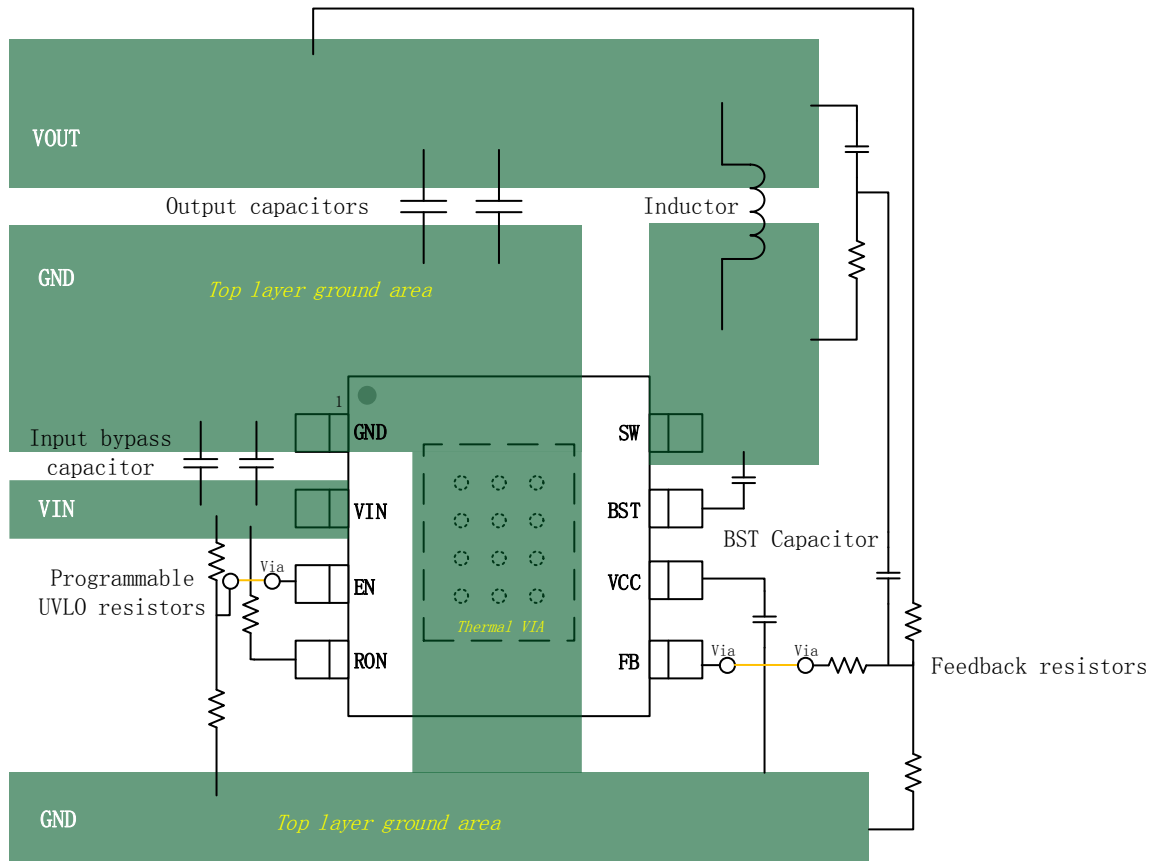 VOUT
Output capacitors
Inductor
GND
Top layer ground area
1
GND
SW
Input bypass
capacitor
VIN
VIN
BST
BST Capacitor
Via
Programmable
UVLO resistors
EN
VCC
Thermal VIA
RON
FB
Via
Via
Feedback resistors
GND
Top layer ground area